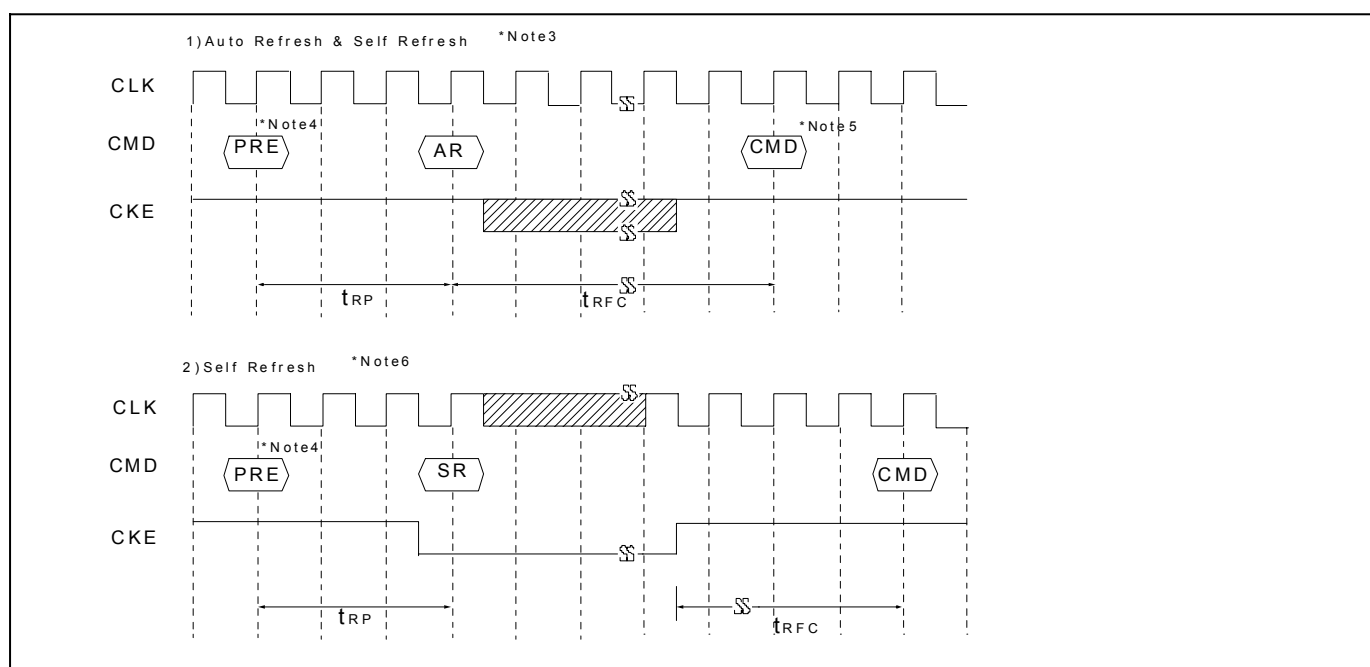 1)Auto Refresh & Self Refresh *Note3
CLK
*Note4 *Note5
CMD PRE AR CMD
CKE
tRP tRFC
2)Self Refresh *Note6
CLK
*Note4
CMD PRE SR CMD
CKE
tRP tRFC